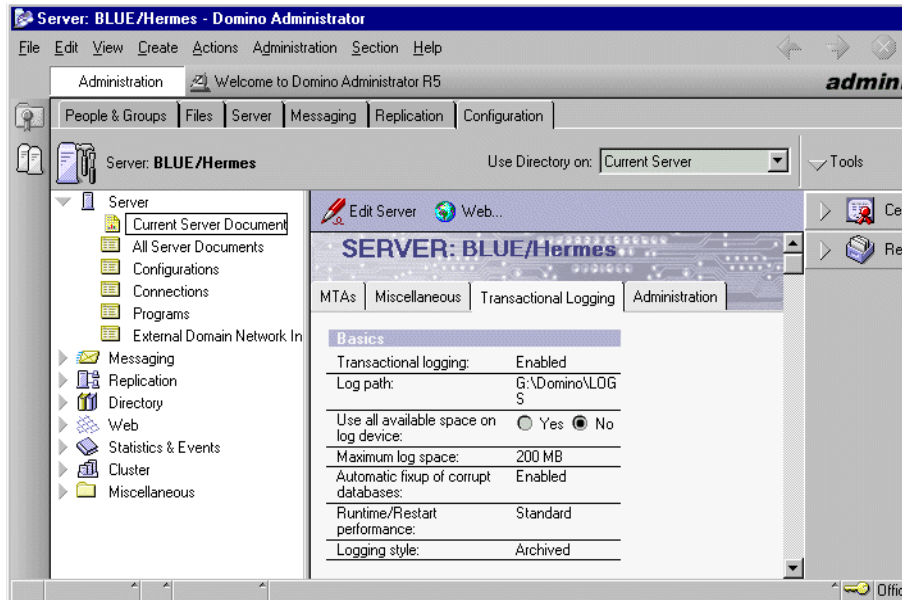 Server: BLUE/Hermes - Domino Administrator
File Edit View Create Actions Administration Section Help
Administration Welcome to Domino Administrator R5 admin
People & Groups Files Server Messaging Replication Configuration
Server: BLUE/Hermes Use Directory on: Current Server Tools
Server
Current Server Document
All Server Documents
Configurations
Connections
Programs
External Domain Network In
Messaging
Replication
Directory
Web
Statistics & Events
Cluster
Miscellaneous
Edit Server Web...
SERVER: BLUE/Hermes
MTAs Miscellaneous Transactional Logging Administration
Basics
Transactional logging: Enabled
Log path: G:\Domino\LOG
S
Use all available space on
log device: Yes No
Maximum log space: 200 MB
Automatic fixup of corrupt Enabled
databases:
Runtime/Restart Standard
performance:
Logging style: Archived
Ce
Re
Offic